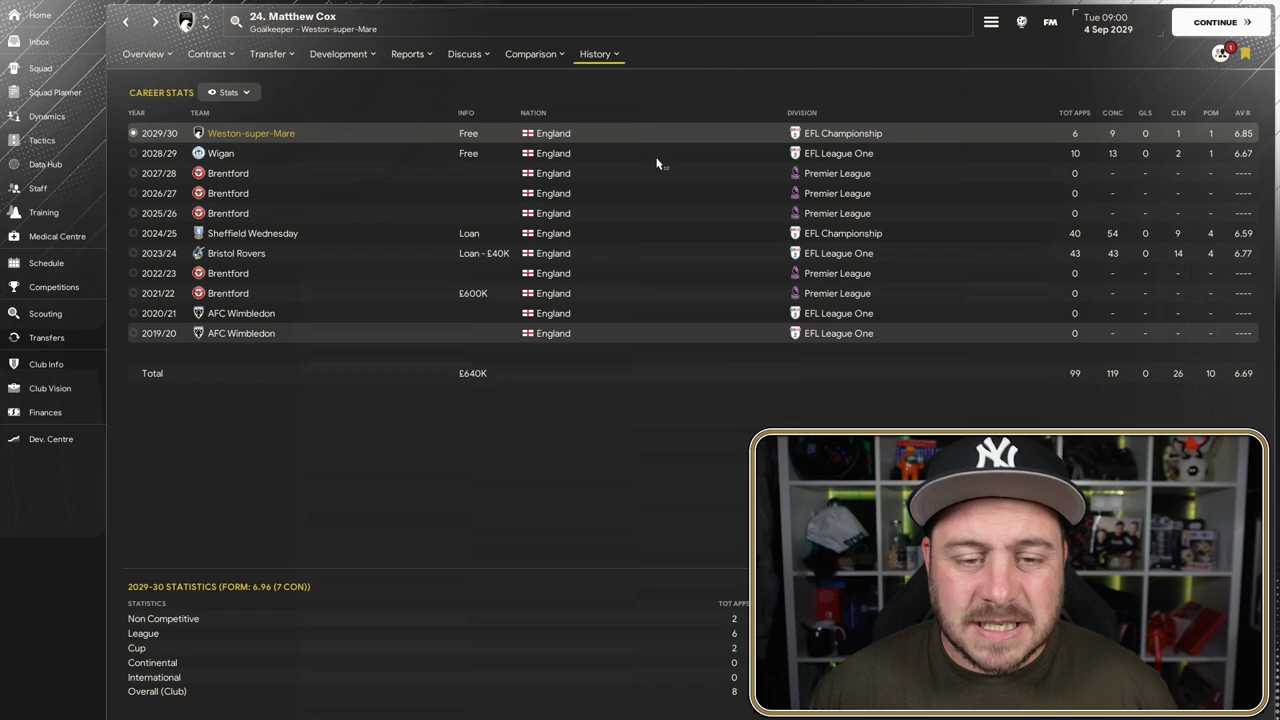 Home
Inbox
Squad
Squad Planner
Dynamics
Tactics
Data Hub
Staff
Training
Medical Centre
Schedule
Competitions
Scouting
Transfers
Club Info
Club Vision
Finances
Dev. Centre
24. Matthew Cox
Goalkeeper - Weston-super-Mare
FM
Tue 09:00
4 Sep 2029
CONTINUE
Overview Contract Transfer Development Reports Discuss Comparison History
1
CAREER STATS Stats
YEAR TEAM INFO NATION DIVISION TOT APPS CONC GLS CLN POM AV R
2029/30 Weston-super-Mare Free England EFL Championship 6 9 0 1 1 6.85
2028/29 Wigan Free England EFL League One 10 13 0 2 1 6.67
2027/28 Brentford England Premier League 0 - 0 - - ----
2026/27 Brentford England Premier League 0 - 0 - - ----
2025/26 Brentford England Premier League 0 - 0 - - ----
2024/25 Sheffield Wednesday Loan England EFL Championship 40 54 0 9 4 6.59
2023/24 Bristol Rovers Loan - £40K England EFL League One 43 43 0 14 4 6.77
2022/23 Brentford England Premier League 0 - 0 - - ----
2021/22 Brentford £600K England Premier League 0 - 0 - - ----
2020/21 AFC Wimbledon England EFL League One 0 - 0 - - ----
2019/20 AFC Wimbledon England EFL League One 0 - 0 - - ----
Total £640K 99 119 0 26 10 6.69
2029-30 STATISTICS (FORM: 6.96 (7 CON))
STATISTICS TOT APPS
Non Competitive 2
League 6
Cup 2
Continental 0
International 0
Overall (Club) 8
NY